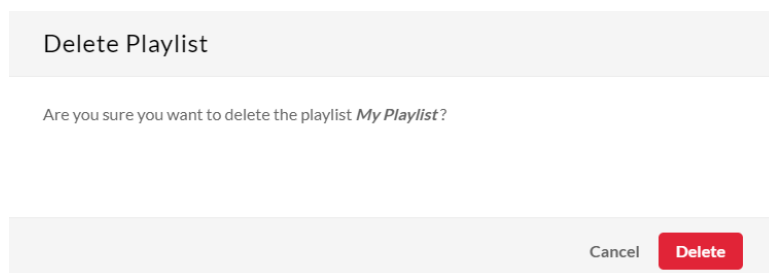 Delete Playlist
Are you sure you want to delete the playlist My Playlist?
Cancel Delete